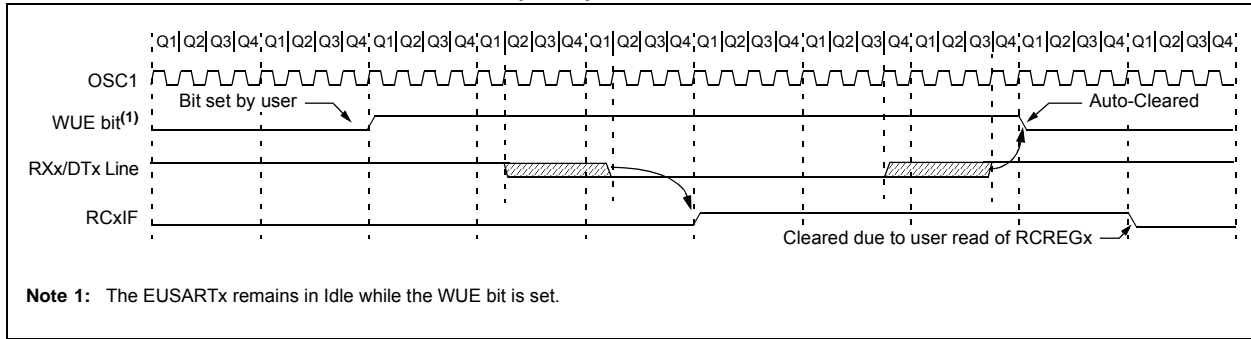 Q1 Q2 Q3 Q4 Q1 Q2 Q3 Q4 Q1 Q2 Q3 Q4 Q1 Q2 Q3 Q4 Q1 Q2 Q3 Q4 Q1 Q2 Q3 Q4 Q1 Q2 Q3 Q4 Q1 Q2 Q3 Q4 Q1 Q2 Q3 Q4 Q1 Q2 Q3 Q4
OSC1
Bit set by user
Auto-Cleared
WUE bit(1)
RXx/DTx Line
RCxIF
Cleared due to user read of RCREGx
Note 1: The EUSARTx remains in Idle while the WUE bit is set.